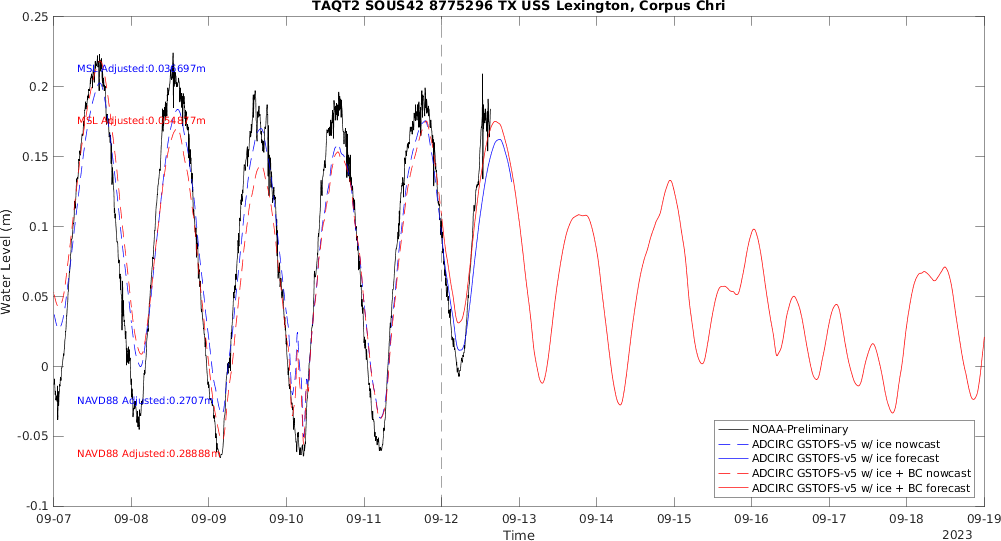 TAQT2 SOUS42 8775296 TX USS Lexington, Corpus Chri
0.25
0.2
0.15
0.1
0.05
0
-0.05
-0.1
Water Level (m)
MSL Adjusted:0.036697m
MSL Adjusted:0.054877m
NAVD88 Adjusted:0.2707m
NAVD88 Adjusted:0.28888m
NOAA-Preliminary
ADCIRC GSTOFS-v5 w/ ice nowcast
ADCIRC GSTOFS-v5 w/ ice forecast
ADCIRC GSTOFS-v5 w/ ice + BC nowcast
ADCIRC GSTOFS-v5 w/ ice + BC forecast
09-07 09-08 09-09 09-10 09-11 09-12 09-13 09-14 09-15 09-16 09-17 09-18 09-19
Time
2023